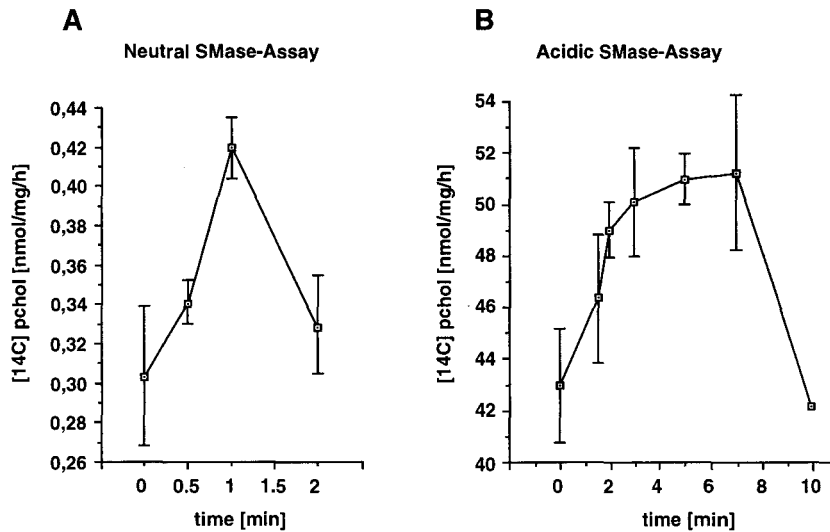 A
Neutral SMase-Assay
0,44
0,42
0,40
0,38
0,36
0,34
0,32
0,30
0,28
0,26
[14C] pchol [nmol/mg/h]
0 0.5 1 1.5 2
time [min]
B
Acidic SMase-Assay
54
52
50
48
46
44
42
40
[14C] pchol [nmol/mg/h]
0 2 4 6 8 10
time [min]